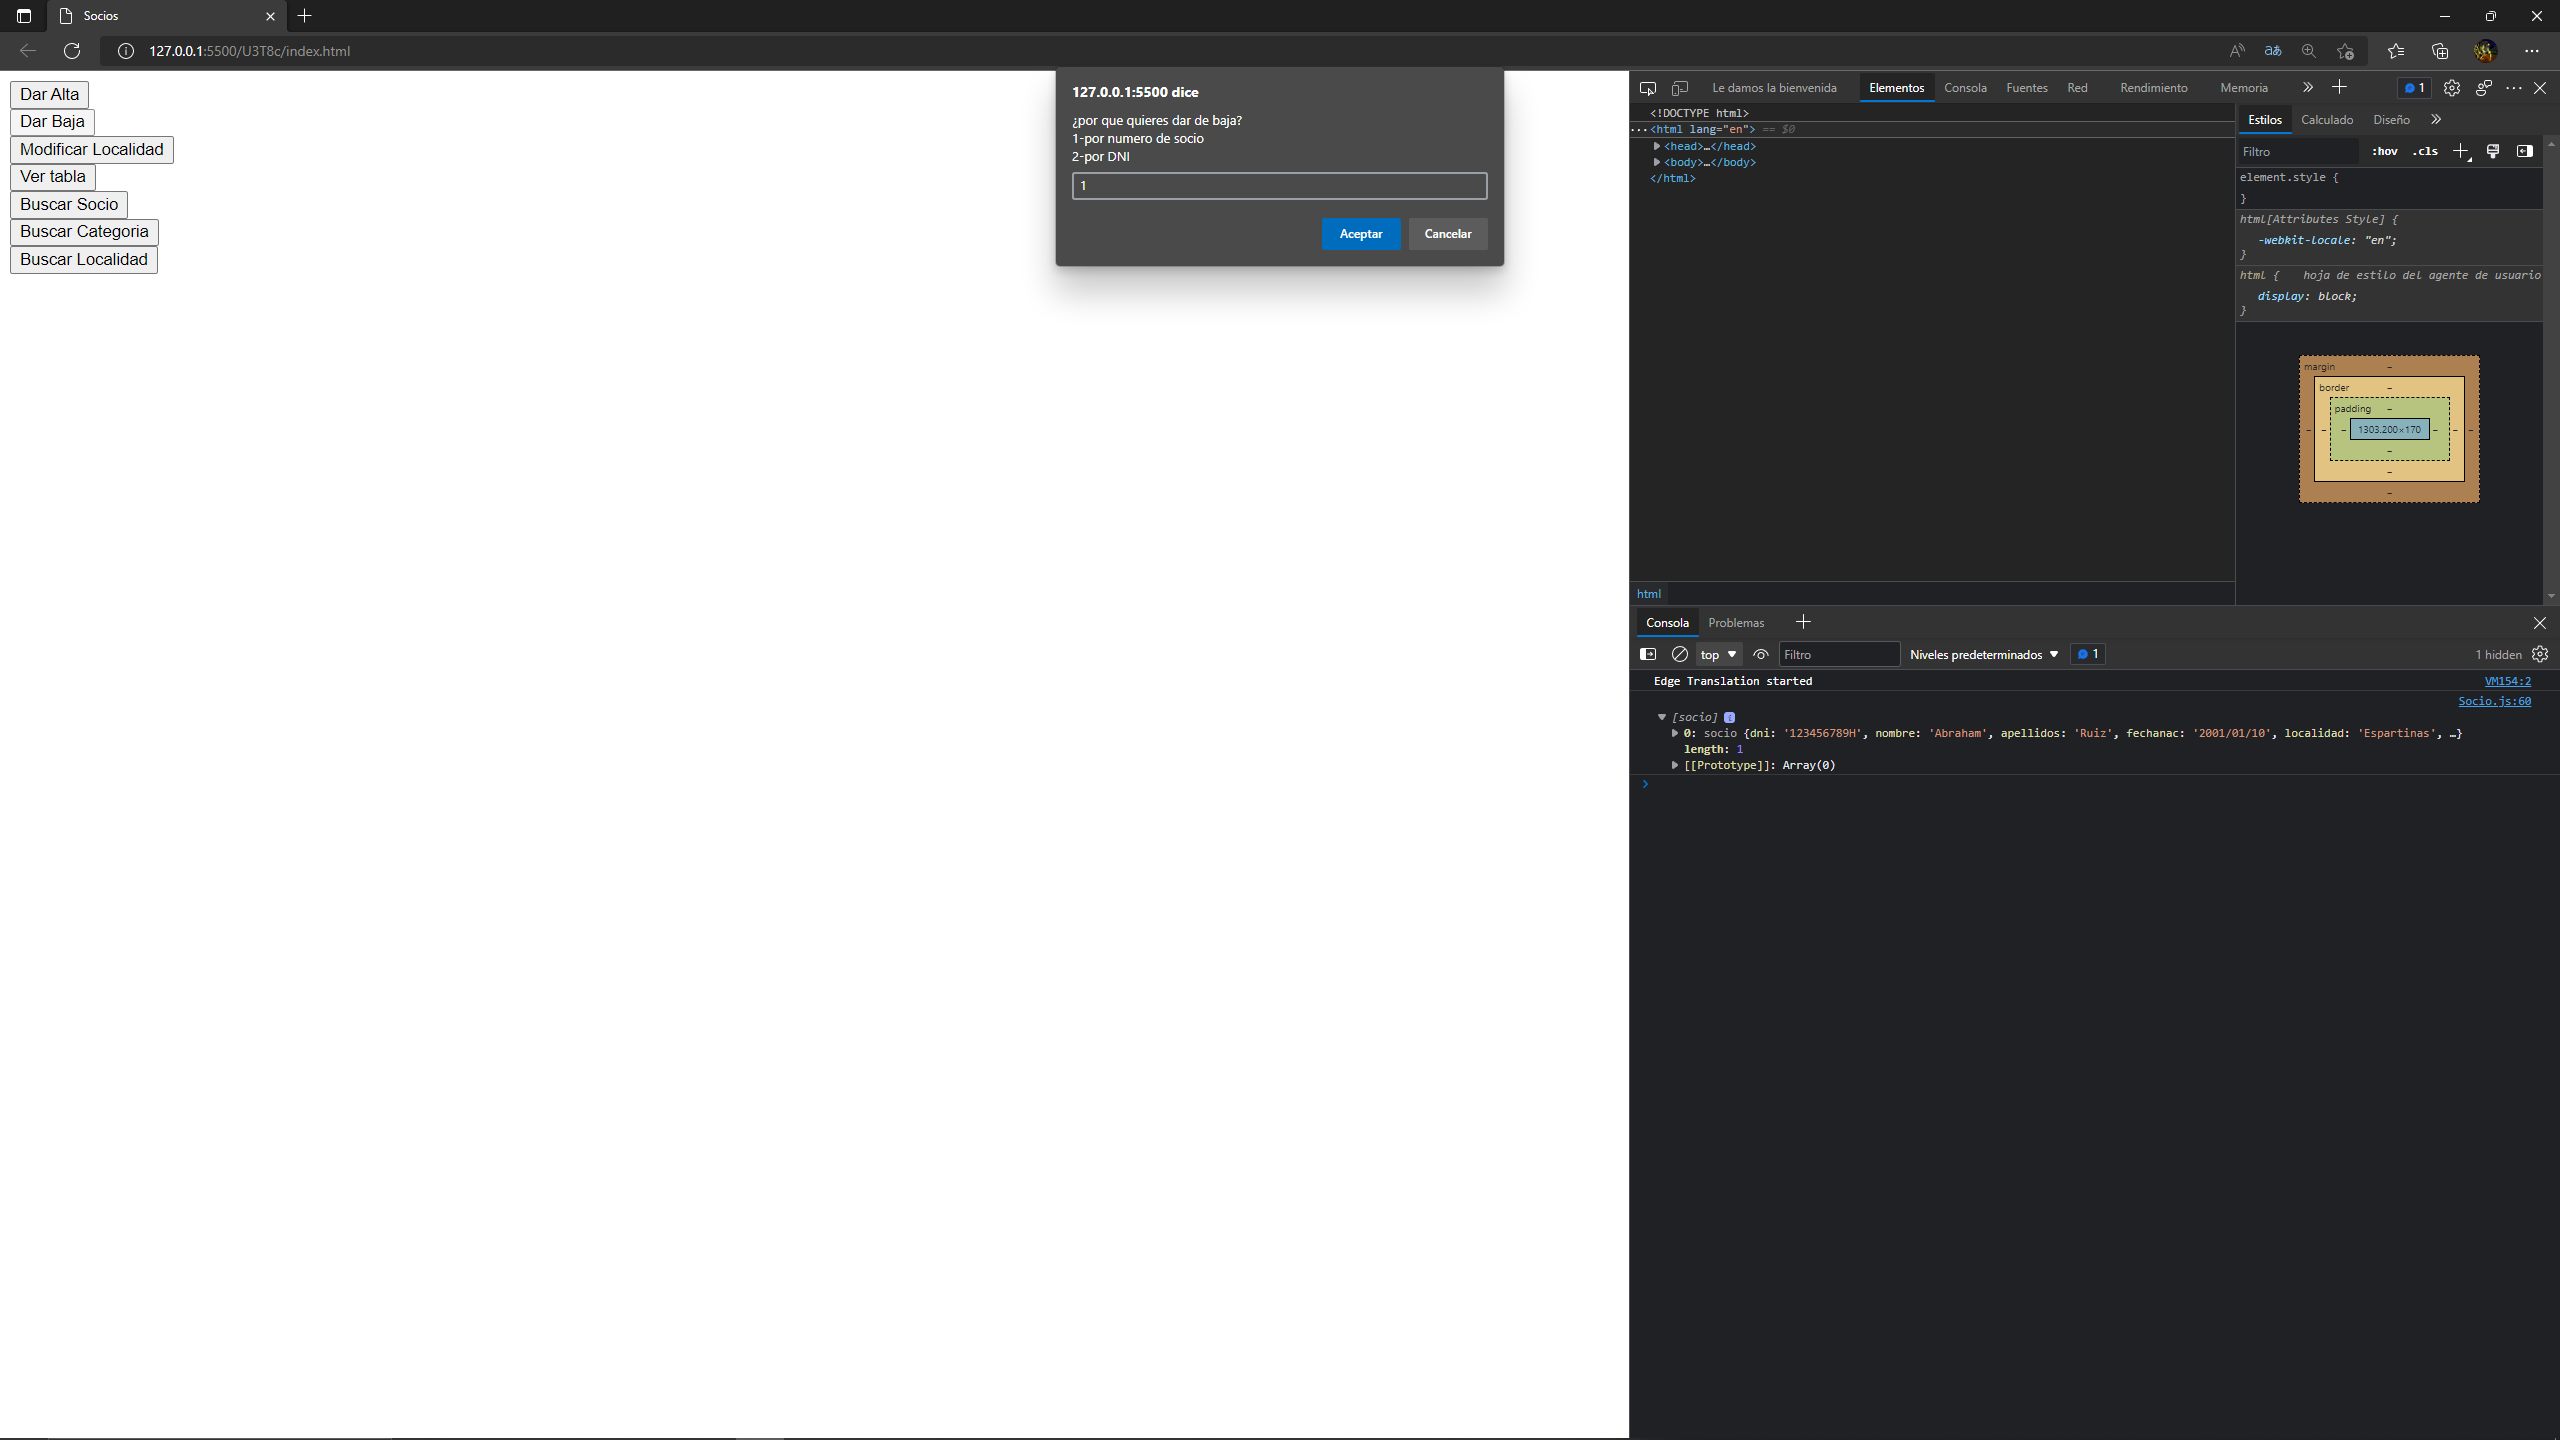 Socios
127.0.0.1:5500/U3T8c/index.html
Dar Alta
Dar Baja
Modificar Localidad
Ver tabla
Buscar Socio
Buscar Categoria
Buscar Localidad
127.0.0.1:5500 dice
¿por que quieres dar de baja?
1-por numero de socio
2-por DNI
1
Aceptar Cancelar
Le damos la bienvenida Elementos Consola Fuentes Red Rendimiento Memoria 1
<!DOCTYPE html>
<html lang="en"> == $0
<head>…</head>
<body>…</body>
</html>
html
Estilos Calculado Diseño
Filtro :hov .cls
element.style {
}
html[Attributes Style] {
-webkit-locale: "en";
}
html { hoja de estilo del agente de usuario
display: block;
}
margin –
border –
padding –
– – – 1303.200×170 – – –
–
–
–
Consola Problemas
top Filtro Niveles predeterminados 1 1 hidden
Edge Translation started VM154:2
Socio.js:60
[socio]
0: socio {dni: '123456789H', nombre: 'Abraham', apellidos: 'Ruiz', fechanac: '2001/01/10', localidad: 'Espartinas', …}
length: 1
[[Prototype]]: Array(0)